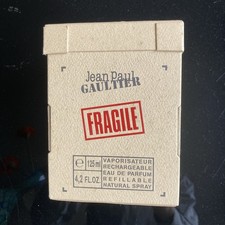 Jean Paul
GAULTIER
FRAGILE
e 125 ml
4,2 FL.OZ.
VAPORISATEUR
RECHARGEABLE
EAU DE PARFUM
REFILLABLE
NATURAL SPRAY